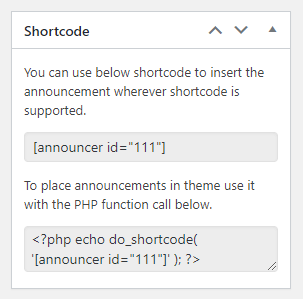 Shortcode
You can use below shortcode to insert the
announcement wherever shortcode is
supported.
[announcer id="111"]
To place announcements in theme use it
with the PHP function call below.
<?php echo do_shortcode(
'[announcer id="111"]' ); ?>